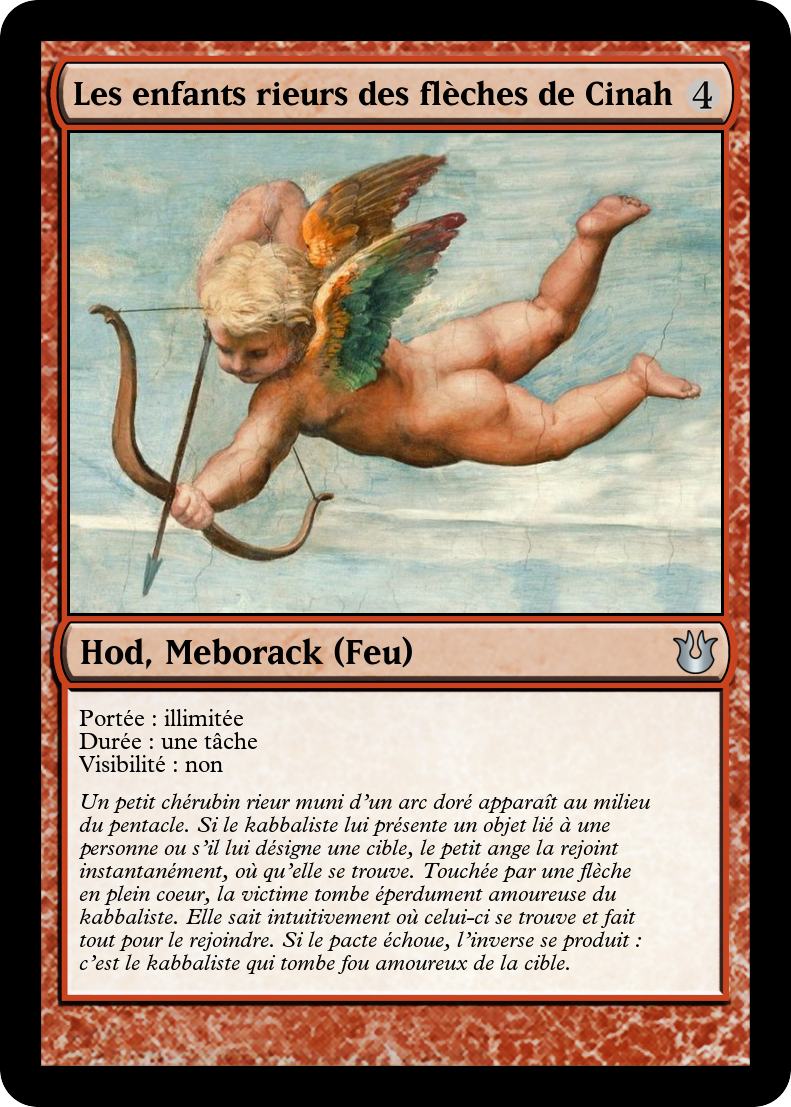 Les enfants rieurs des flèches de Cinah 4
Hod, Meborack (Feu)
Portée : illimitée
Durée : une tâche
Visibilité : non
Un petit chérubin rieur muni d'un arc doré apparaît au milieu
du pentacle. Si le kabbaliste lui présente un objet lié à une
personne ou s'il lui désigne une cible, le petit ange la rejoint
instantanément, où qu'elle se trouve. Touchée par une flèche
en plein coeur, la victime tombe éperdument amoureuse du
kabbaliste. Elle sait intuitivement où celui-ci se trouve et fait
tout pour le rejoindre. Si le pacte échoue, l'inverse se produit :
c'est le kabbaliste qui tombe fou amoureux de la cible.